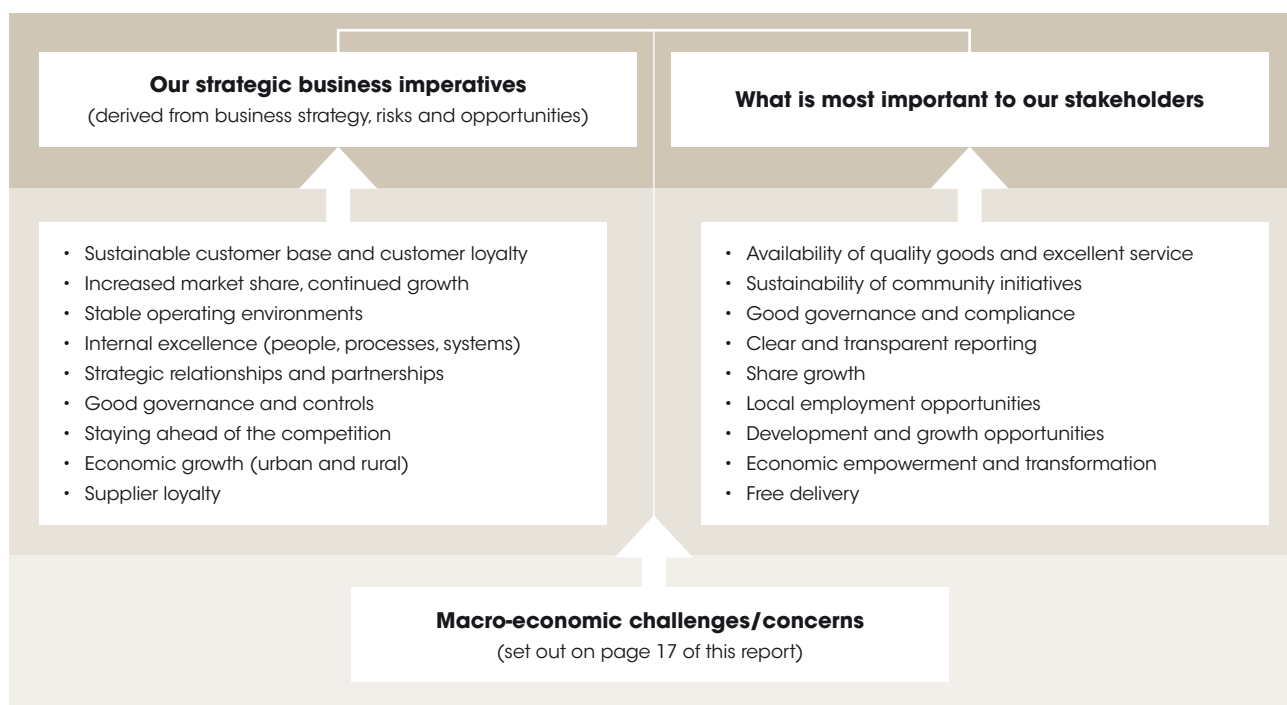 Our strategic business imperatives
(derived from business strategy, risks and opportunities)
What is most important to our stakeholders
• Sustainable customer base and customer loyalty
• Increased market share, continued growth
• Stable operating environments
• Internal excellence (people, processes, systems)
• Strategic relationships and partnerships
• Good governance and controls
• Staying ahead of the competition
• Economic growth (urban and rural)
• Supplier loyalty
• Availability of quality goods and excellent service
• Sustainability of community initiatives
• Good governance and compliance
• Clear and transparent reporting
• Share growth
• Local employment opportunities
• Development and growth opportunities
• Economic empowerment and transformation
• Free delivery
Macro-economic challenges/concerns
(set out on page 17 of this report)